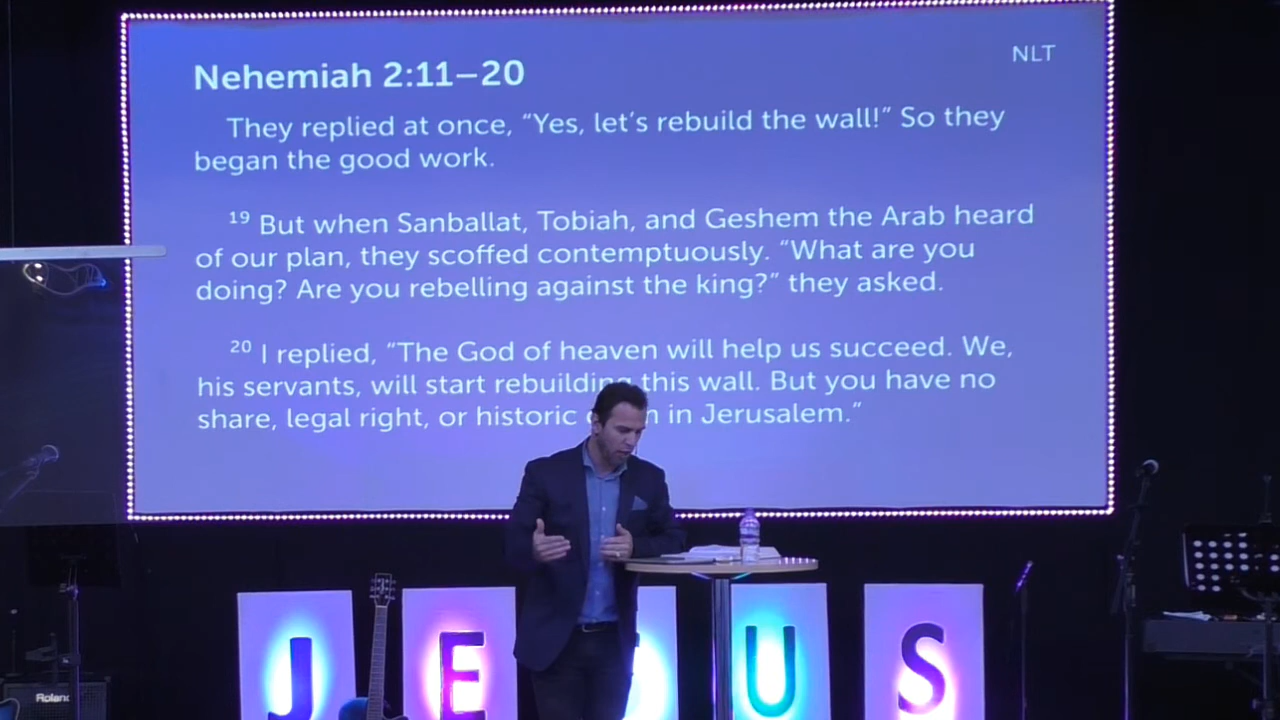 NLT
Nehemiah 2:11–20
They replied at once, “Yes, let’s rebuild the wall!” So they
began the good work.
19 But when Sanballat, Tobiah, and Geshem the Arab heard
of our plan, they scoffed contemptuously. “What are you
doing? Are you rebelling against the king?” they asked.
20 I replied, “The God of heaven will help us succeed. We,
his servants, will start rebuilding this wall. But you have no
share, legal right, or historic in Jerusalem.”
J E U S
Roland